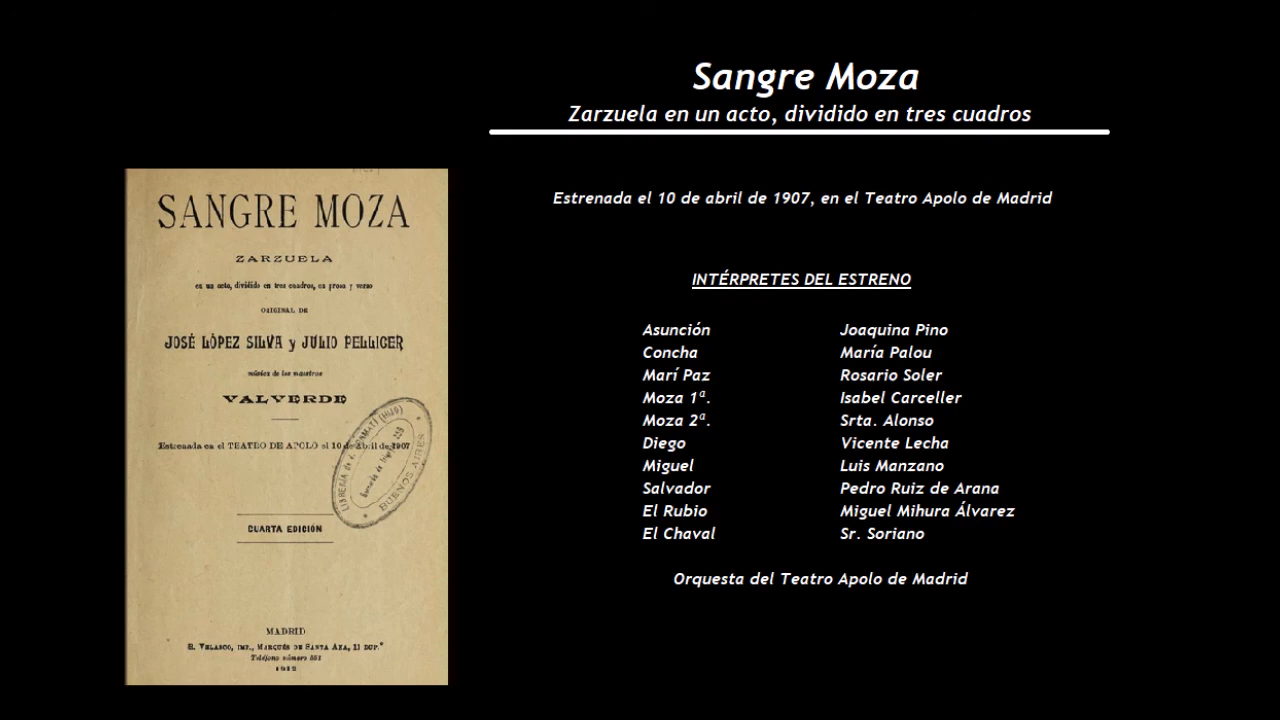 Sangre Moza
Zarzuela en un acto, dividido en tres cuadros
Estrenada el 10 de abril de 1907, en el Teatro Apolo de Madrid
INTÉRPRETES DEL ESTRENO
Asunción Joaquina Pino
Concha María Palou
Marí Paz Rosario Soler
Moza 1ª. Isabel Carceller
Moza 2ª. Srta. Alonso
Diego Vicente Lecha
Miguel Luis Manzano
Salvador Pedro Ruiz de Arana
El Rubio Miguel Mihura Álvarez
El Chaval Sr. Soriano
Orquesta del Teatro Apolo de Madrid
SANGRE MOZA
ZARZUELA
en un acto, dividido en tres cuadros, en prosa y verso
ORIGINAL DE
JOSÉ LÓPEZ SILVA y JULIO PELLICER
música de los maestros
VALVERDE
Estrenada en el TEATRO DE APOLO el 10 de Abril de 1907
LIBRERÍA de
(HIJO)
BUENOS AIRES
CUARTA EDICIÓN
MADRID
R. VELASCO, IMP., MARQUÉS DE SANTA ANA, 11 DUP.º
Teléfono número 551
1912